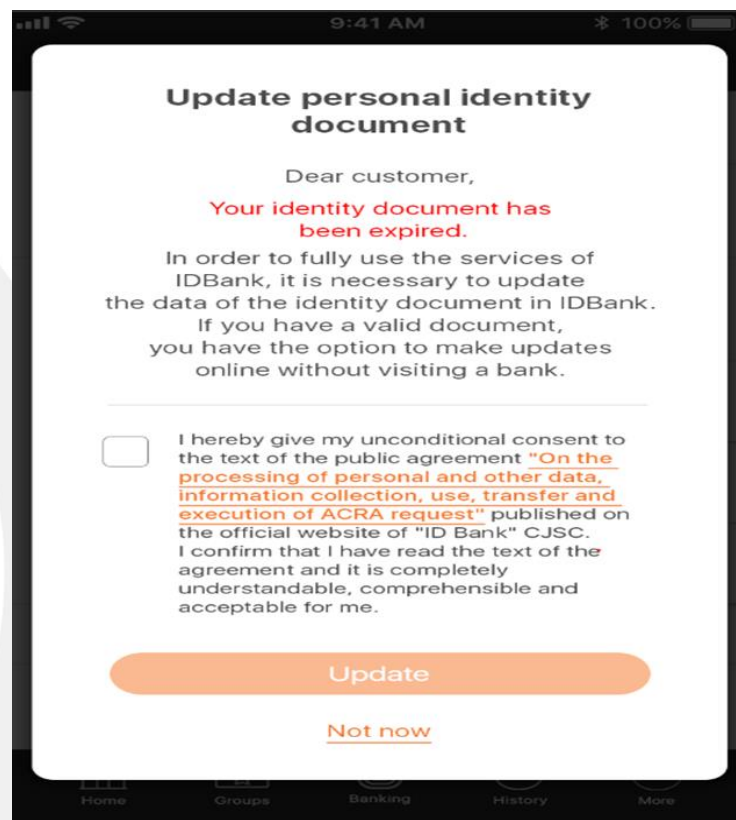 9:41 AM
100%
Update personal identity
document
Dear customer,
Your identity document has
been expired.
In order to fully use the services of
IDBank, it is necessary to update
the data of the identity document in IDBank.
If you have a valid document,
you have the option to make updates
online without visiting a bank.
I hereby give my unconditional consent to
the text of the public agreement "On the
processing of personal and other data,
information collection, use, transfer and
execution of ACRA request" published on
the official website of "ID Bank" CJSC.
I confirm that I have read the text of the
agreement and it is completely
understandable, comprehensible and
acceptable for me.
Update
Not now
Home Groups Banking History More